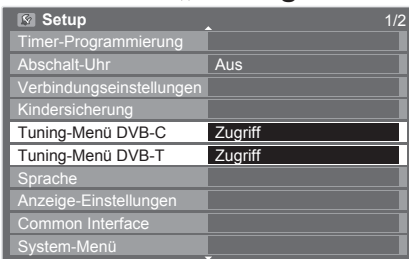 Setup 1/2
Timer-Programmierung
Abschalt-Uhr Aus
Verbindungseinstellungen
Kindersicherung
Tuning-Menü DVB-C Zugriff
Tuning-Menü DVB-T Zugriff
Sprache
Anzeige-Einstellungen
Common Interface
System-Menü